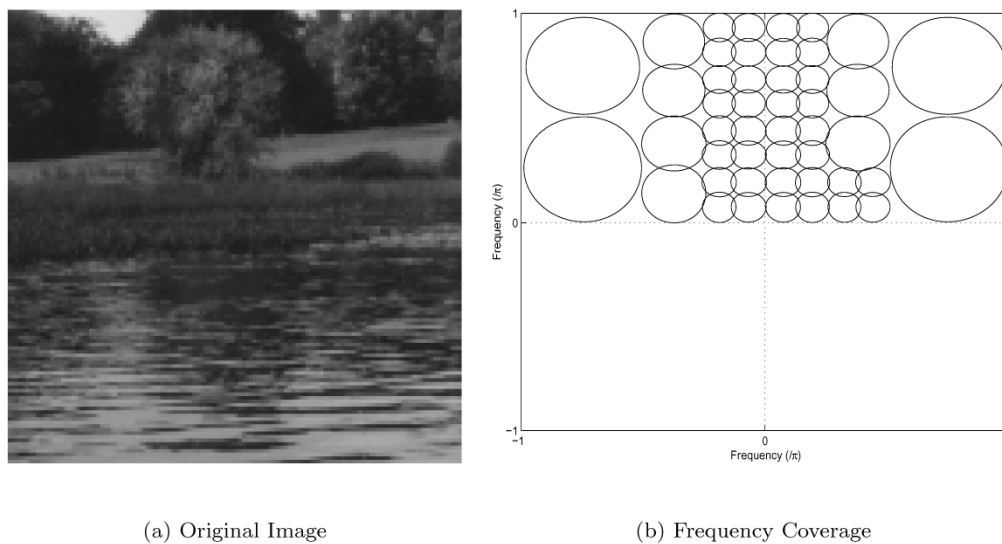 1
0
−1
−1
0
Frequency (/π)
Frequency (/π)
(a) Original Image
(b) Frequency Coverage